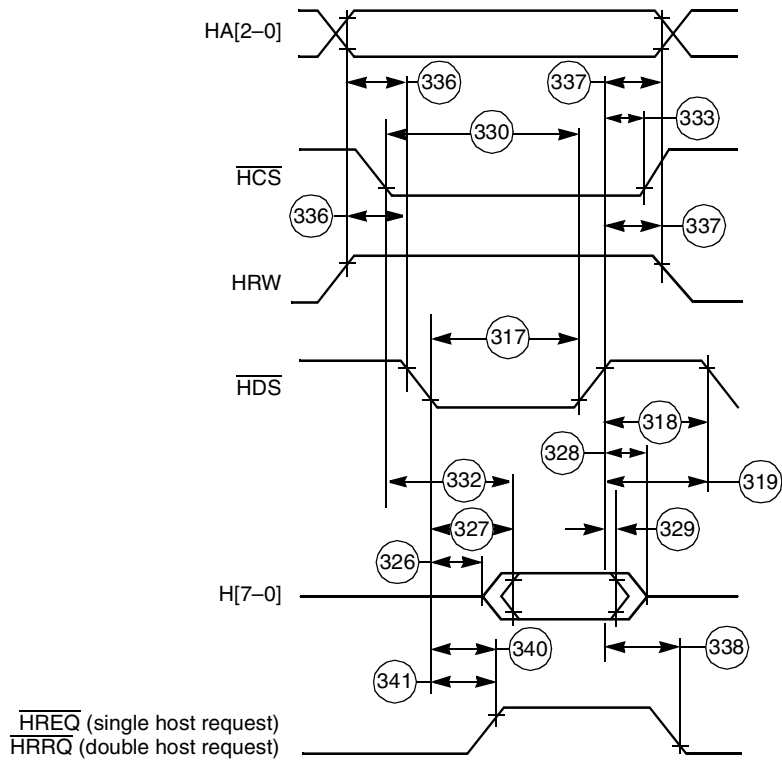 HA[2–0]
336
337
333
330
HCS
336
337
HRW
317
HDS
318
328
332
319
327
329
326
H[7–0]
340
338
341
HREQ (single host request)
HRRQ (double host request)